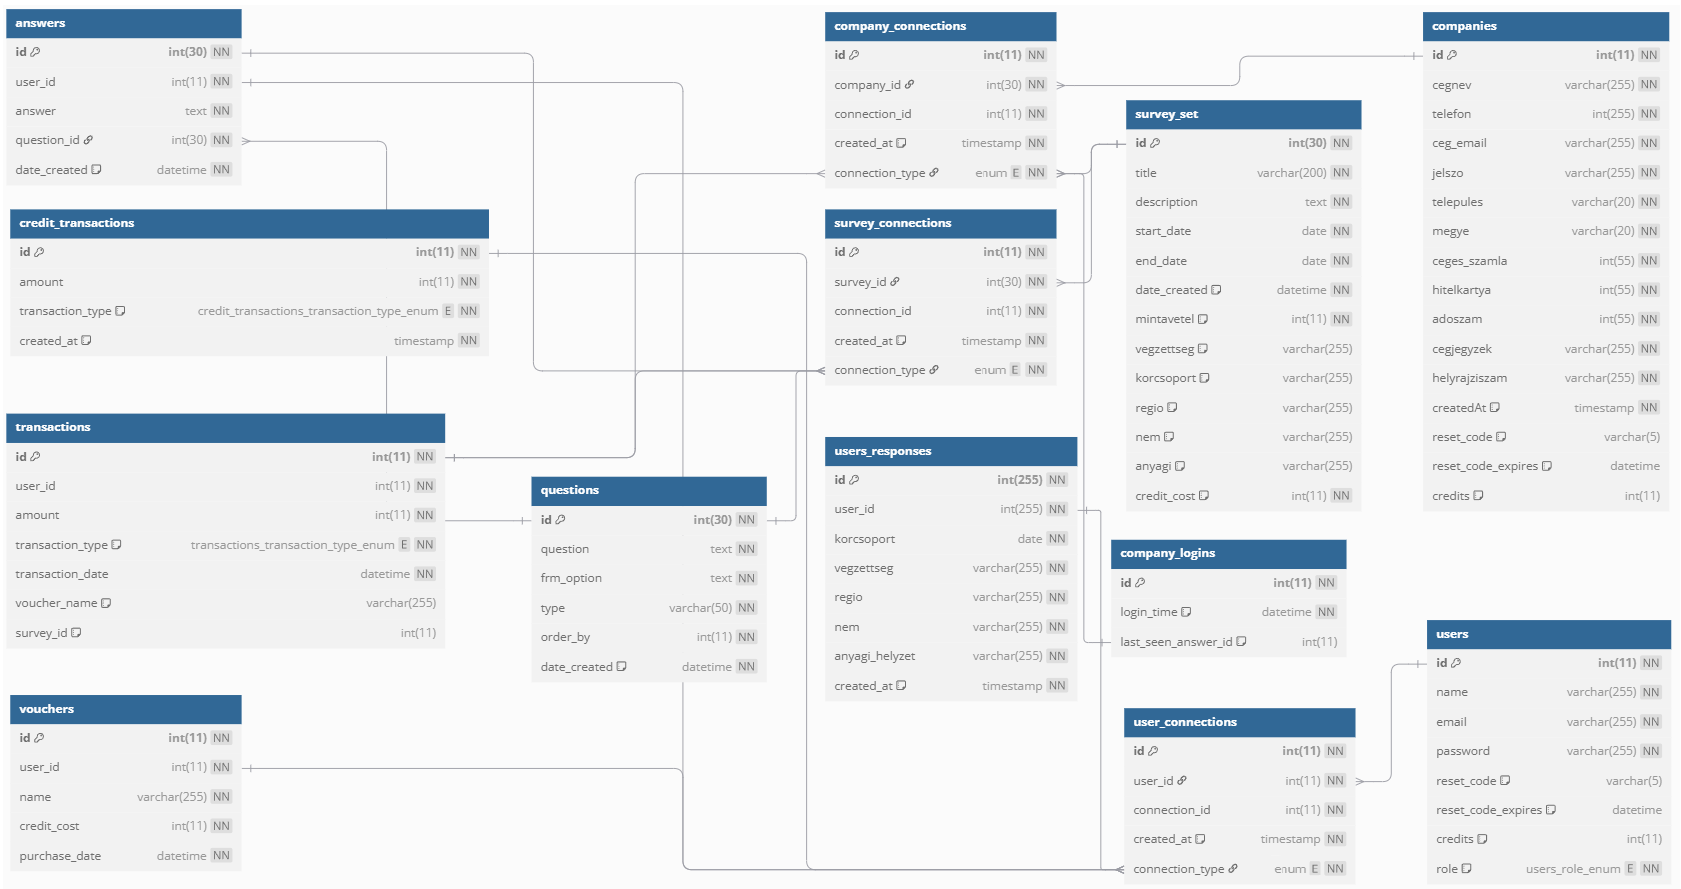 answers
id int(30) NN
user_id int(11) NN
answer text NN
question_id int(30) NN
date_created datetime NN
credit_transactions
id int(11) NN
amount int(11) NN
transaction_type credit_transactions_transaction_type_enum E NN
created_at timestamp NN
transactions
id int(11) NN
user_id int(11) NN
amount int(11) NN
transaction_type transactions_transaction_type_enum E NN
transaction_date datetime NN
voucher_name varchar(255)
survey_id int(11)
vouchers
id int(11) NN
user_id int(11) NN
name varchar(255) NN
credit_cost int(11) NN
purchase_date datetime NN
questions
id int(30) NN
question text NN
frm_option text NN
type varchar(50) NN
order_by int(11) NN
date_created datetime NN
company_connections
id int(11) NN
company_id int(30) NN
connection_id int(11) NN
created_at timestamp NN
connection_type enum E NN
survey_connections
id int(11) NN
survey_id int(30) NN
connection_id int(11) NN
created_at timestamp NN
connection_type enum E NN
users_responses
id int(255) NN
user_id int(255) NN
korcsoport date NN
vegzettseg varchar(255) NN
regio varchar(255) NN
nem varchar(255) NN
anyagi_helyzet varchar(255) NN
created_at timestamp NN
survey_set
id int(30) NN
title varchar(200) NN
description text NN
start_date date NN
end_date date NN
date_created datetime NN
mintavetel int(11) NN
vegzettseg varchar(255)
korcsoport varchar(255)
regio varchar(255)
nem varchar(255)
anyagi varchar(255)
credit_cost int(11) NN
company_logins
id int(11) NN
login_time datetime NN
last_seen_answer_id int(11)
user_connections
id int(11) NN
user_id int(11) NN
connection_id int(11) NN
created_at timestamp NN
connection_type enum E NN
companies
id int(11) NN
cegnev varchar(255) NN
telefon int(255) NN
ceg_email varchar(255) NN
jelszo varchar(255) NN
telepules varchar(20) NN
megye varchar(20) NN
ceges_szamla int(55) NN
hitelkartya int(55) NN
adoszam int(55) NN
cegjegyzek varchar(255) NN
helyrajziszam varchar(255) NN
createdAt timestamp NN
reset_code varchar(5)
reset_code_expires datetime
credits int(11)
users
id int(11) NN
name varchar(255) NN
email varchar(255) NN
password varchar(255) NN
reset_code varchar(5)
reset_code_expires datetime
credits int(11)
role users_role_enum E NN